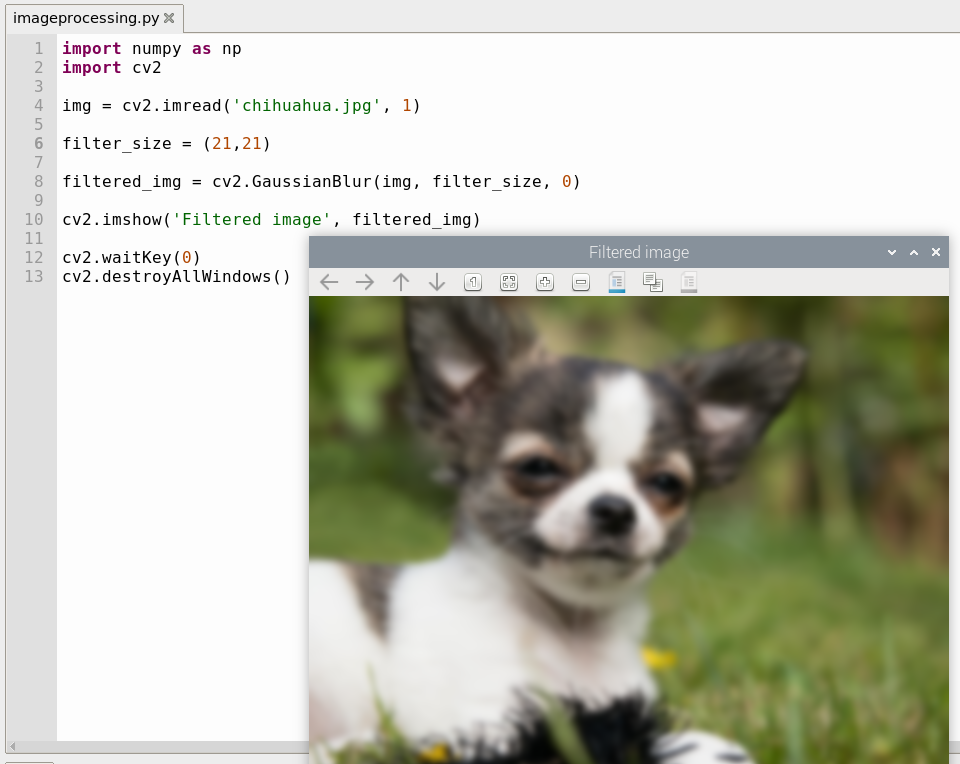 imageprocessing.py
1 import numpy as np
2 import cv2
3
4 img = cv2.imread('chihuahua.jpg', 1)
5
6 filter_size = (21,21)
7
8 filtered_img = cv2.GaussianBlur(img, filter_size, 0)
9
10 cv2.imshow('Filtered image', filtered_img)
11
12 cv2.waitKey(0)
13 cv2.destroyAllWindows()
Filtered image
1